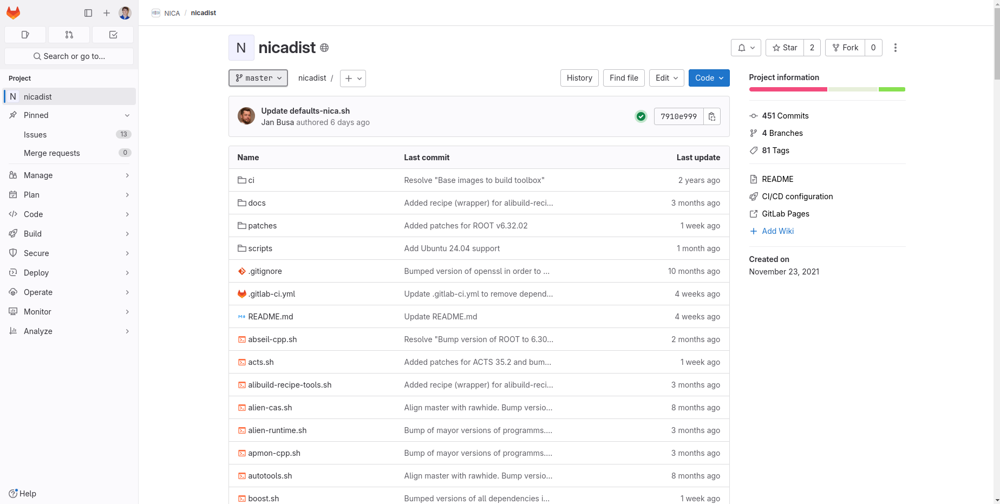 NICA / nicadist
Search or go to...
Project
N nicadist
Pinned
Issues 13
Merge requests 0
Manage
Plan
Code
Build
Secure
Deploy
Operate
Monitor
Analyze
Help
N nicadist
Star 2
Fork 0
master
nicadist /
History
Find file
Edit
Code
Update defaults-nica.sh
Jan Busa authored 6 days ago
7910e999
Name Last commit Last update
ci Resolve "Base images to build toolbox" 2 years ago
docs Added recipe (wrapper) for alibuild-reci... 3 months ago
patches Added patches for ROOT v6.32.02 1 week ago
scripts Add Ubuntu 24.04 support 1 month ago
.gitignore Bumped version of openssl in order to ... 10 months ago
.gitlab-ci.yml Update .gitlab-ci.yml to remove depend... 4 weeks ago
README.md Update README.md 4 weeks ago
abseil-cpp.sh Resolve "Bump version of ROOT to 6.30... 2 months ago
acts.sh Added patches for ACTS 35.2 and bum... 1 week ago
alibuild-recipe-tools.sh Added recipe (wrapper) for alibuild-reci... 3 months ago
alien-cas.sh Align master with rawhide. Bump versio... 8 months ago
alien-runtime.sh Bump of mayor versions of programms.... 3 months ago
apmon-cpp.sh Bump of mayor versions of programms.... 3 months ago
autotools.sh Align master with rawhide. Bump versio... 8 months ago
boost.sh Bumped versions of all dependencies i... 1 week ago
Project information
451 Commits
4 Branches
81 Tags
README
CI/CD configuration
GitLab Pages
Add Wiki
Created on
November 23, 2021